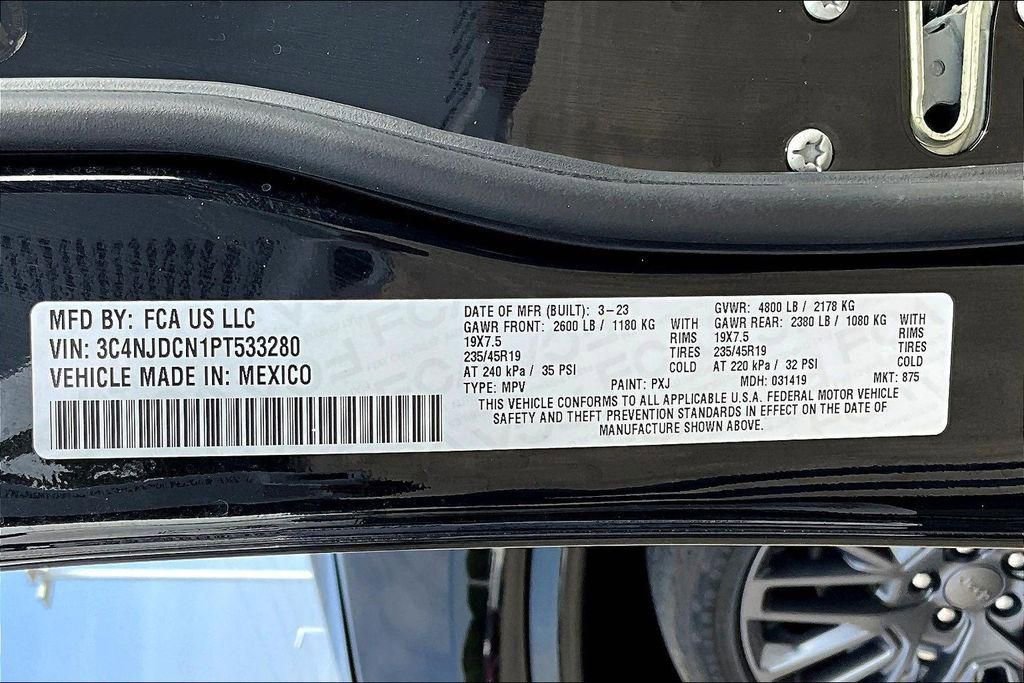 MFD BY: FCA US LLC
VIN: 3C4NJDCN1PT533280
VEHICLE MADE IN: MEXICO
DATE OF MFR (BUILT): 3-23
GVWR: 4800 LB / 2178 KG
GAWR FRONT: 2600 LB / 1180 KG WITH
GAWR REAR: 2380 LB / 1080 KG WITH
19X7.5 RIMS
19X7.5 RIMS
235/45R19 TIRES
235/45R19 TIRES
AT 240 kPa / 35 PSI COLD
AT 220 kPa / 32 PSI COLD
TYPE: MPV PAINT: PXJ MDH: 031419 MKT: 875
THIS VEHICLE CONFORMS TO ALL APPLICABLE U.S.A. FEDERAL MOTOR VEHICLE
SAFETY AND THEFT PREVENTION STANDARDS IN EFFECT ON THE DATE OF
MANUFACTURE SHOWN ABOVE.
Jeep